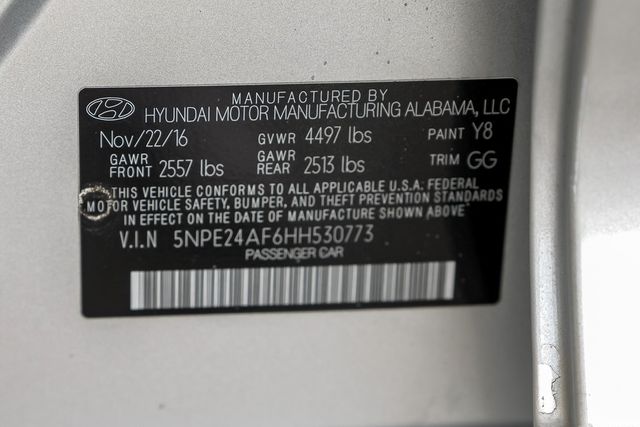 MANUFACTURED BY
HYUNDAI MOTOR MANUFACTURING ALABAMA, LLC
Nov/22/16 GVWR 4497 lbs PAINT Y8
GAWR FRONT 2557 lbs GAWR REAR 2513 lbs TRIM GG
THIS VEHICLE CONFORMS TO ALL APPLICABLE U.S.A. FEDERAL
MOTOR VEHICLE SAFETY, BUMPER, AND THEFT PREVENTION STANDARDS
IN EFFECT ON THE DATE OF MANUFACTURE SHOWN ABOVE
V.I.N 5NPE24AF6HH530773
PASSENGER CAR